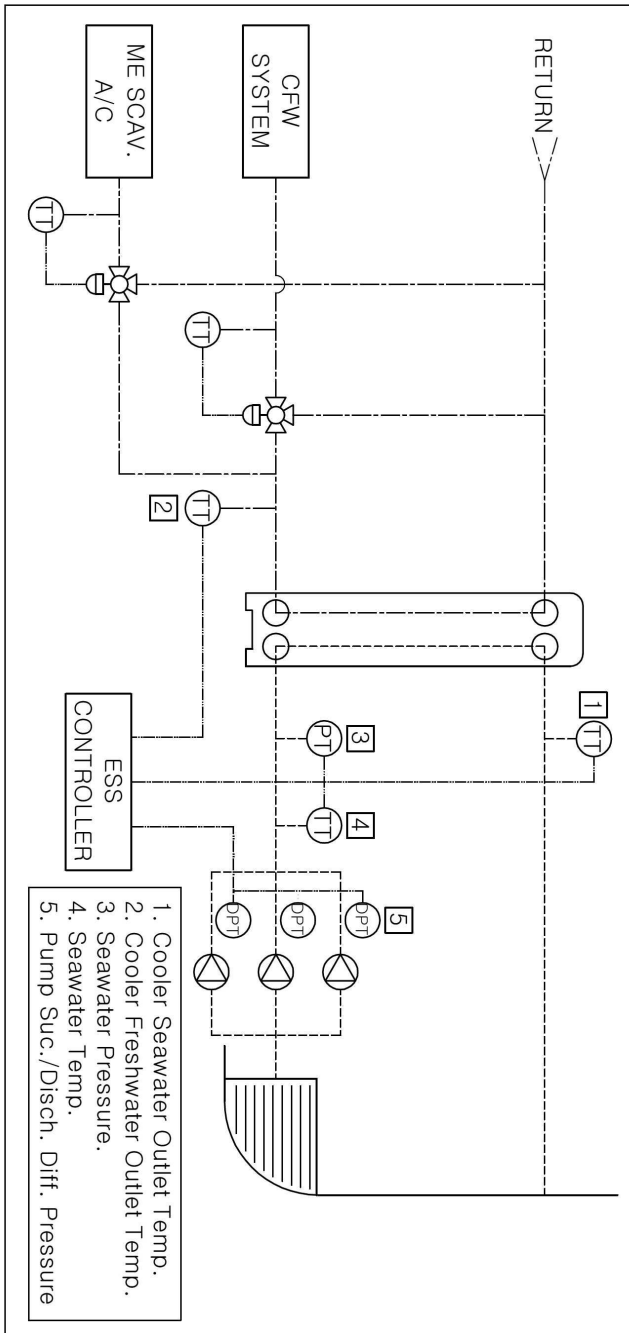 RETURN
1
TT
5
DPT
3
PT
4
TT
DPT
CFW
SYSTEM
TT
TT
2
DPT
ME SCAV.
A/C
TT
ESS
CONTROLLER
1. Cooler Seawater Outlet Temp.
2. Cooler Freshwater Outlet Temp.
3. Seawater Pressure.
4. Seawater Temp.
5. Pump Suc./Disch. Diff. Pressure